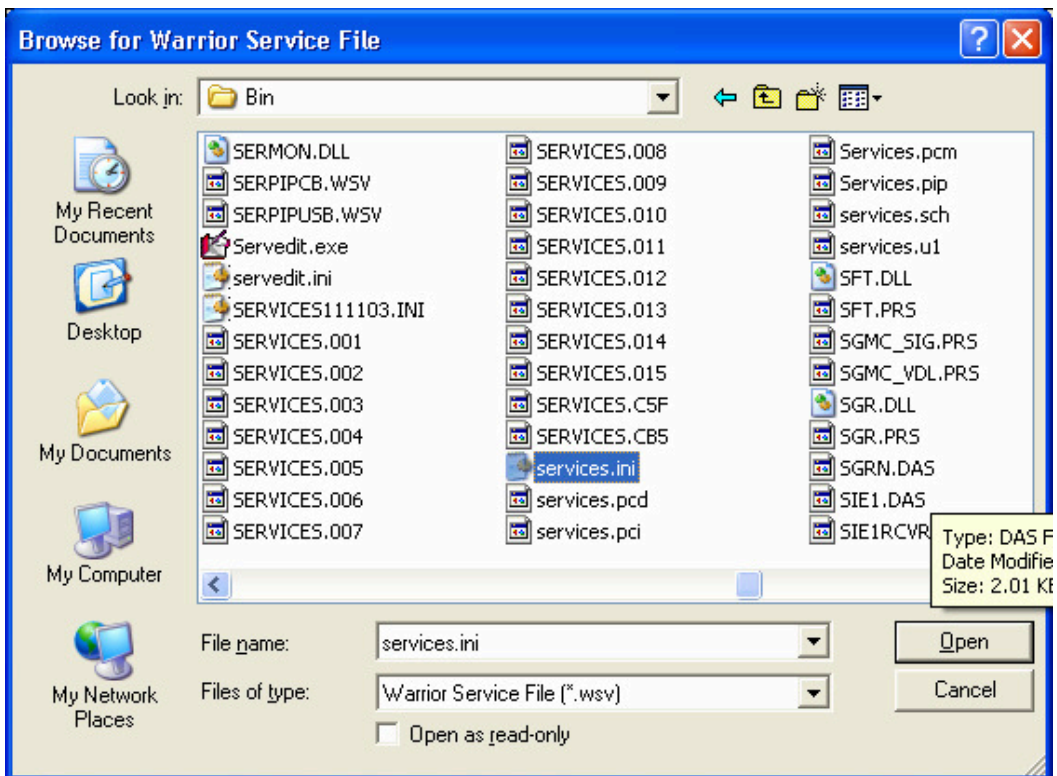 Browse for Warrior Service File
Look in:
Bin
My Recent
Documents
Desktop
My Documents
My Computer
My Network
Places
SERMON.DLL
SERPIPCB.WSV
SERPIPUSB.WSV
Servedit.exe
servedit.ini
SERVICES111103.INI
SERVICES.001
SERVICES.002
SERVICES.003
SERVICES.004
SERVICES.005
SERVICES.006
SERVICES.007
SERVICES.008
SERVICES.009
SERVICES.010
SERVICES.011
SERVICES.012
SERVICES.013
SERVICES.014
SERVICES.015
SERVICES.C5F
SERVICES.CB5
services.ini
services.pcd
services.pci
Services.pcm
Services.pip
services.sch
services.u1
SFT.DLL
SFT.PRS
SGMC_SIG.PRS
SGMC_VDL.PRS
SGR.DLL
SGR.PRS
SGRN.DAS
SIE1.DAS
SIE1RCVR
Type: DAS F
Date Modifie
Size: 2.01 KB
File name:
services.ini
Open
Files of type:
Warrior Service File (*.wsv)
Cancel
Open as read-only